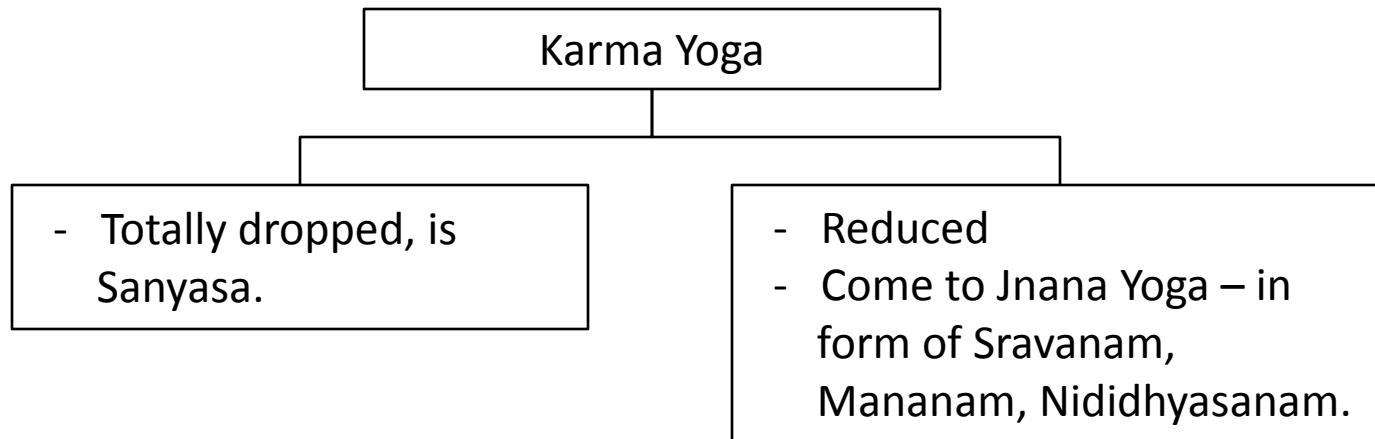 Karma Yoga
- Totally dropped, is
Sanyasa.
- Reduced
- Come to Jnana Yoga – in
form of Sravanam,
Mananam, Nididhyasanam.